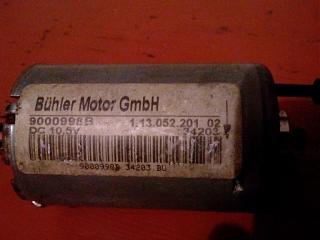 Bühler Motor GmbH
9000998B 1.13.052.201 02
DC 10,5V 34203
9000998B 34203 BU